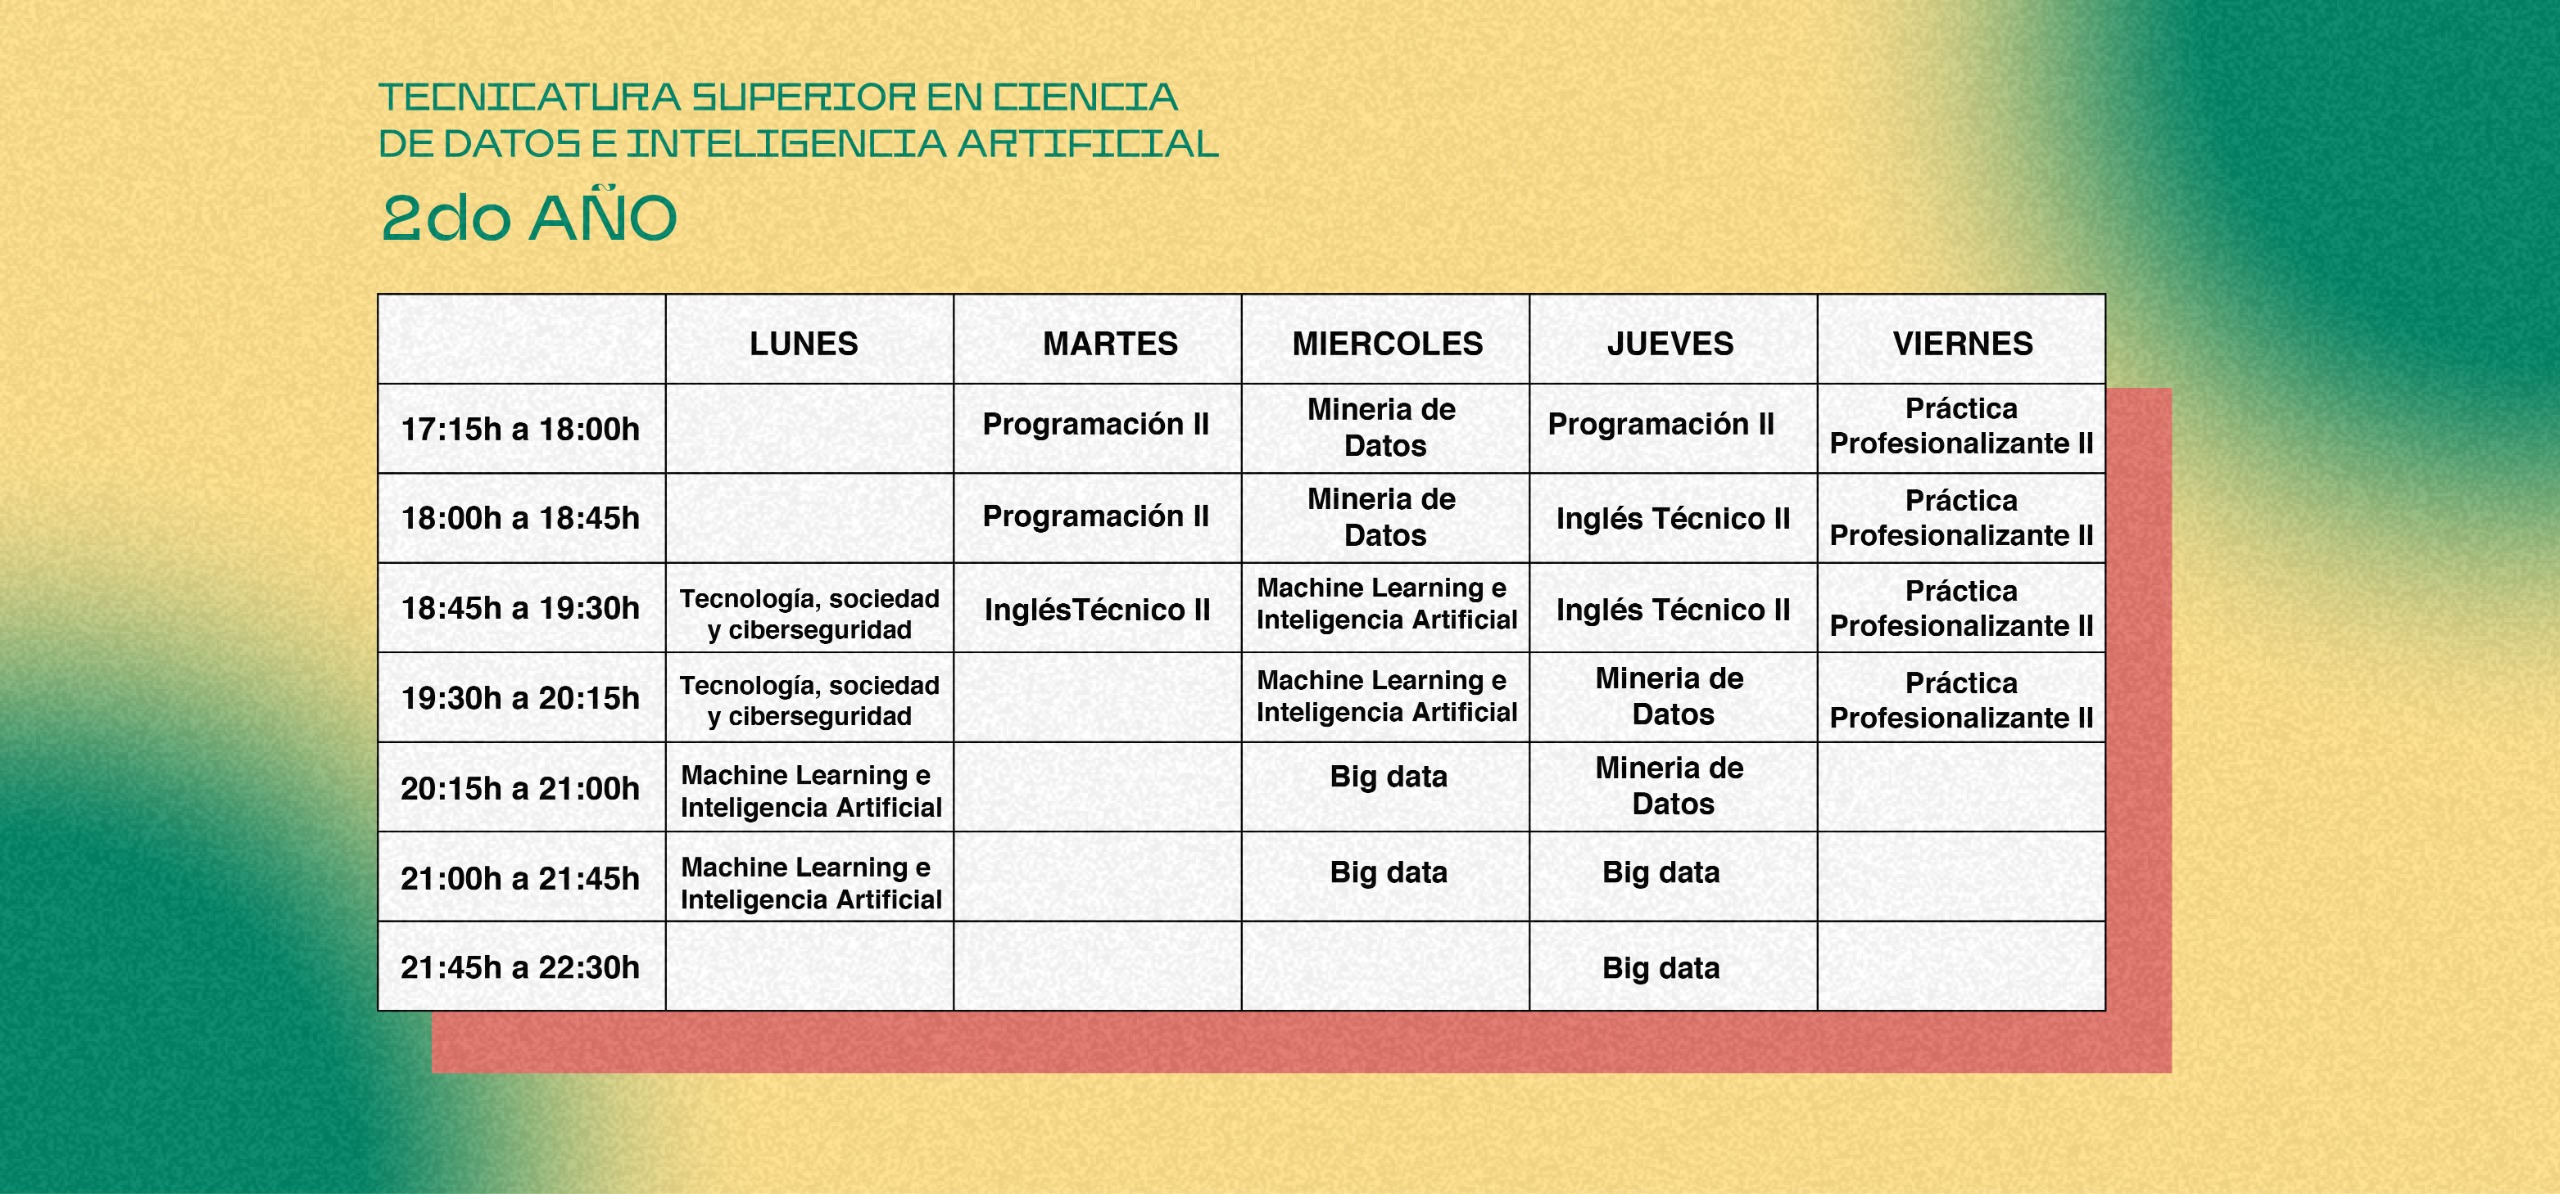 TECNICATURA SUPERIOR EN CIENCIA
DE DATOS E INTELIGENCIA ARTIFICIAL
2do AÑO
LUNES MARTES MIERCOLES JUEVES VIERNES
17:15h a 18:00h
Programación II
Mineria de
Datos
Programación II
Práctica
Profesionalizante II
18:00h a 18:45h
Programación II
Mineria de
Datos
Inglés Técnico II
Práctica
Profesionalizante II
18:45h a 19:30h
Tecnología, sociedad
y ciberseguridad
InglésTécnico II
Machine Learning e
Inteligencia Artificial
Inglés Técnico II
Práctica
Profesionalizante II
19:30h a 20:15h
Tecnología, sociedad
y ciberseguridad
Machine Learning e
Inteligencia Artificial
Mineria de
Datos
Práctica
Profesionalizante II
20:15h a 21:00h
Machine Learning e
Inteligencia Artificial
Big data
Mineria de
Datos
21:00h a 21:45h
Machine Learning e
Inteligencia Artificial
Big data
Big data
21:45h a 22:30h
Big data